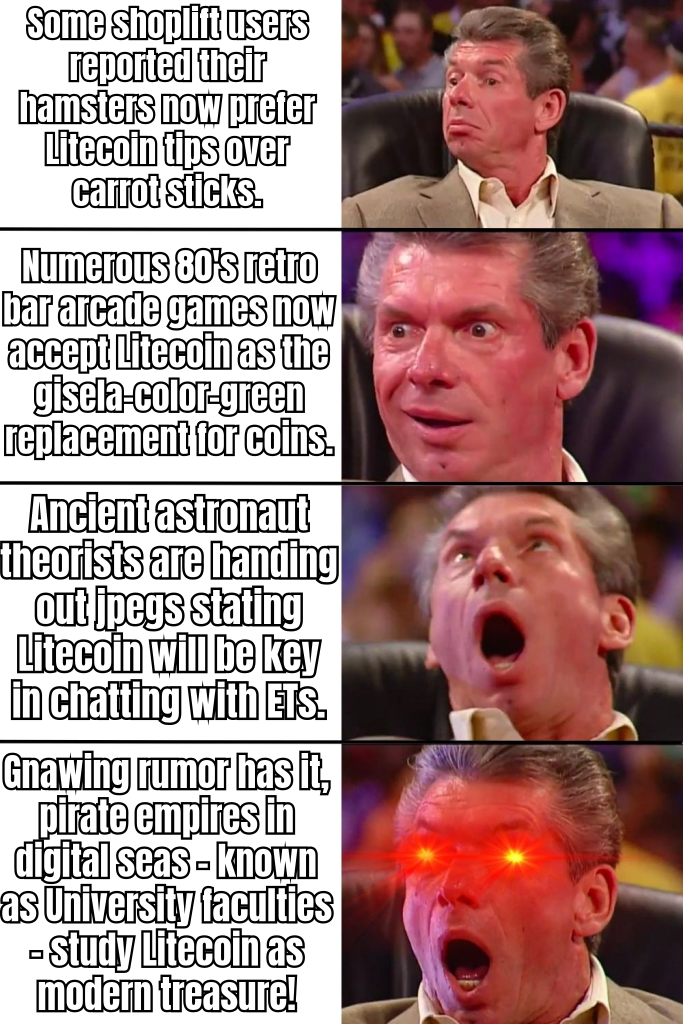 Some shoplift users
reported their
hamsters now prefer
Litecoin tips over
carrot sticks.
Numerous 80's retro
bar arcade games now
accept Litecoin as the
gisela-color-green
replacement for coins.
Ancient astronaut
theorists are handing
out jpegs stating
Litecoin will be key
in chatting with ETs.
Gnawing rumor has it,
pirate empires in
digital seas - known
as University faculties
- study Litecoin as
modern treasure!